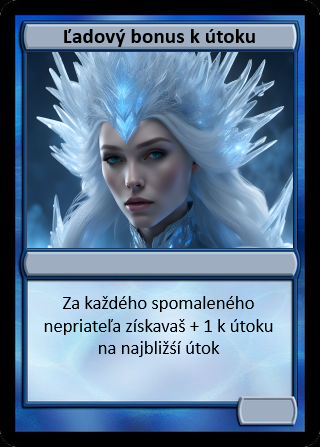 Ľadový bonus k útoku
Za každého spomaleného
nepriateľa získavaš + 1 k útoku
na najbližší útok